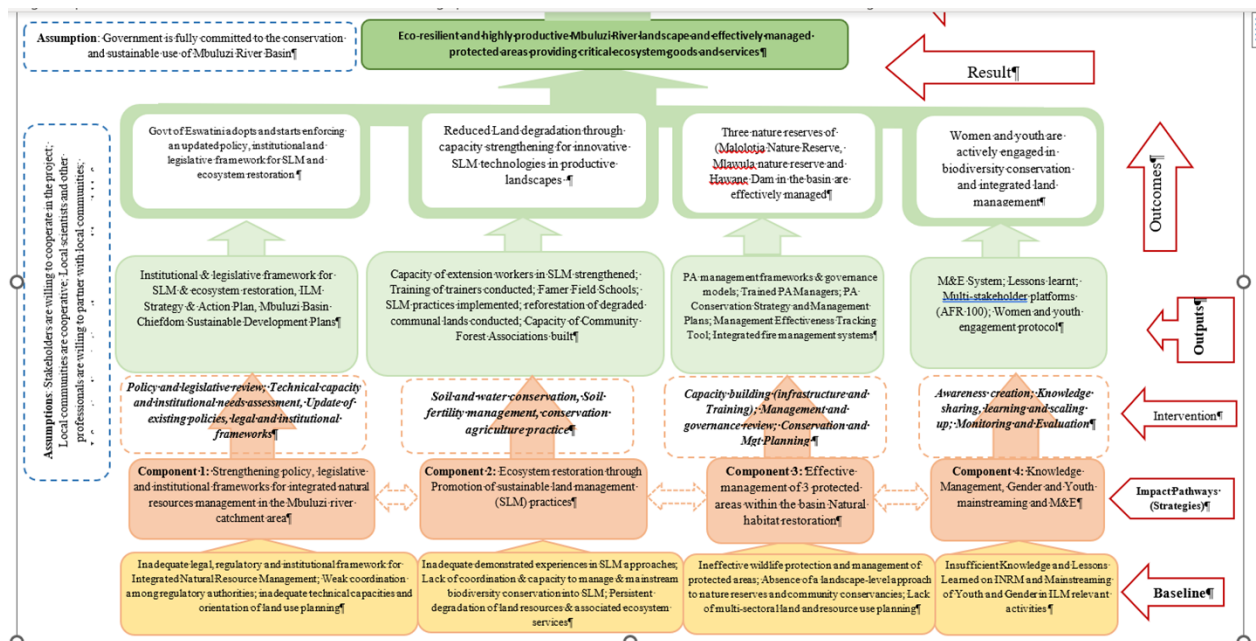 Assumption: Government is fully committed to the conservation
and sustainable use of Mbuluzi River Basin¶
Eco-resilient and highly productive Mbuluzi River landscape and effectively managed
protected areas providing critical ecosystem goods and services¶
Result¶
Assumptions: Stakeholders are willing to cooperate in the project;
Local communities are cooperative; Local scientists and other
professionals are willing to partner with local communities;
Govt of Eswatini adopts and starts enforcing
an updated policy, institutional and
legislative framework for SLM and
ecosystem restoration ¶
Reduced Land degradation through
capacity strengthening for innovative
SLM technologies in productive
landscapes ¶
Three nature reserves of
(Malolotja Nature Reserve,
Mlawula nature reserve and
Hawane Dam in the basin are
effectively managed¶
Women and youth are
actively engaged in
biodiversity conservation
and integrated land
management¶
Outcomes¶
Institutional & legislative framework for
SLM & ecosystem restoration, ILM
Strategy & Action Plan, Mbuluzi Basin
Chiefdom Sustainable Development Plans¶
Capacity of extension workers in SLM strengthened;
Training of trainers conducted; Famer Field Schools;
SLM practices implemented; reforestation of degraded
communal lands conducted; Capacity of Community
Forest Associations built¶
PA management frameworks & governance
models; Trained PA Managers; PA
Conservation Strategy and Management
Plans; Management Effectiveness Tracking
Tool; Integrated fire management systems¶
M&E System; Lessons learnt;
Multi-stakeholder platforms
(AFR 100); Women and youth
engagement protocol¶
Outputs¶
Policy and legislative review; Technical capacity
and institutional needs assessment, Update of
existing policies, legal and institutional
frameworks¶
Soil and water conservation, Soil
fertility management, conservation
agriculture practice¶
Capacity building (infrastructure and
Training); Management and
governance review; Conservation and
Mgt Planning¶
Awareness creation; Knowledge
sharing, learning and scaling
up; Monitoring and Evaluation¶
Intervention¶
Component 1: Strengthening policy, legislative
and institutional frameworks for integrated natural
resources management in the Mbuluzi river
catchment area¶
Component 2: Ecosystem restoration through
Promotion of sustainable land management
(SLM) practices¶
Component 3: Effective
management of 3 protected
areas within the basin Natural
habitat restoration¶
Component 4: Knowledge
Management, Gender and Youth
mainstreaming and M&E¶
Impact Pathways
(Strategies)¶
Inadequate legal, regulatory and institutional framework for
Integrated Natural Resource Management; Weak coordination
among regulatory authorities; inadequate technical capacities and
orientation of land use planning¶
Inadequate demonstrated experiences in SLM approaches;
Lack of coordination & capacity to manage & mainstream
biodiversity conservation into SLM; Persistent
degradation of land resources & associated ecosystem
services¶
Ineffective wildlife protection and management of
protected areas; Absence of a landscape-level approach
to nature reserves and community conservancies; Lack
of multi-sectoral land and resource use planning¶
Insufficient Knowledge and Lessons
Learned on INRM and Mainstreaming
of Youth and Gender in ILM relevant
activities¶
Baseline¶